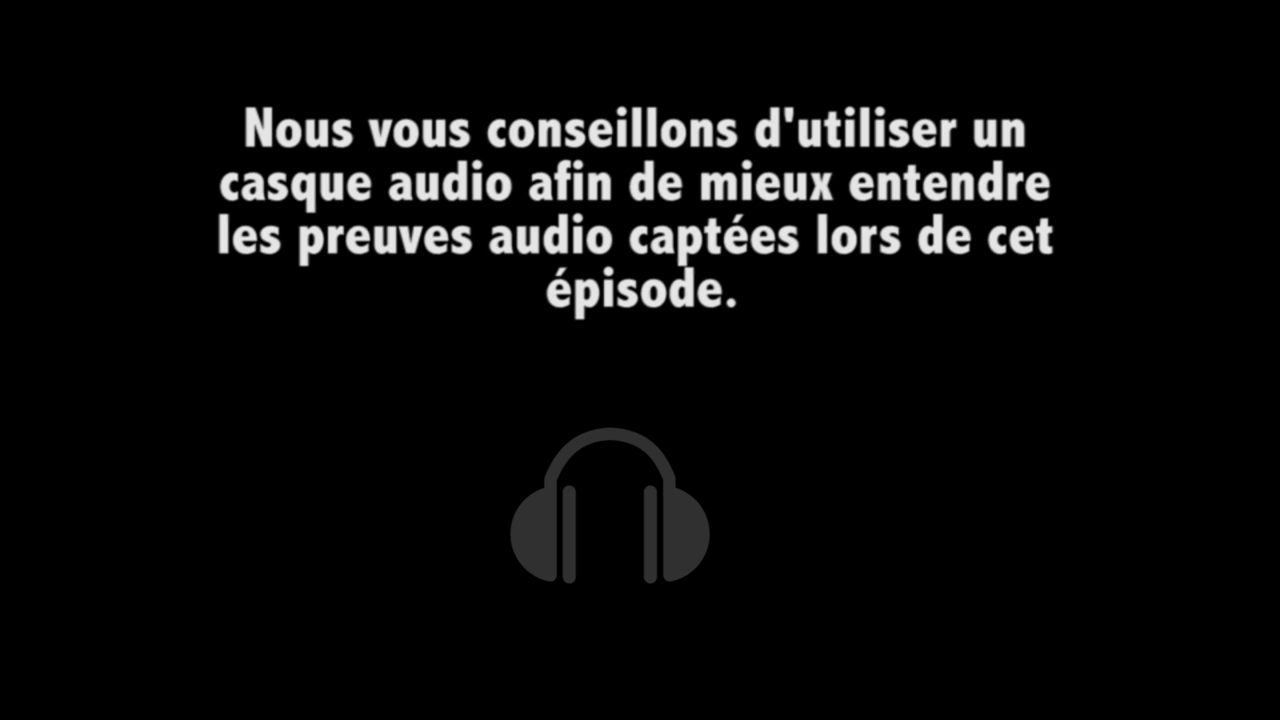 Nous vous conseillons d'utiliser un
casque audio afin de mieux entendre
les preuves audio captées lors de cet
épisode.